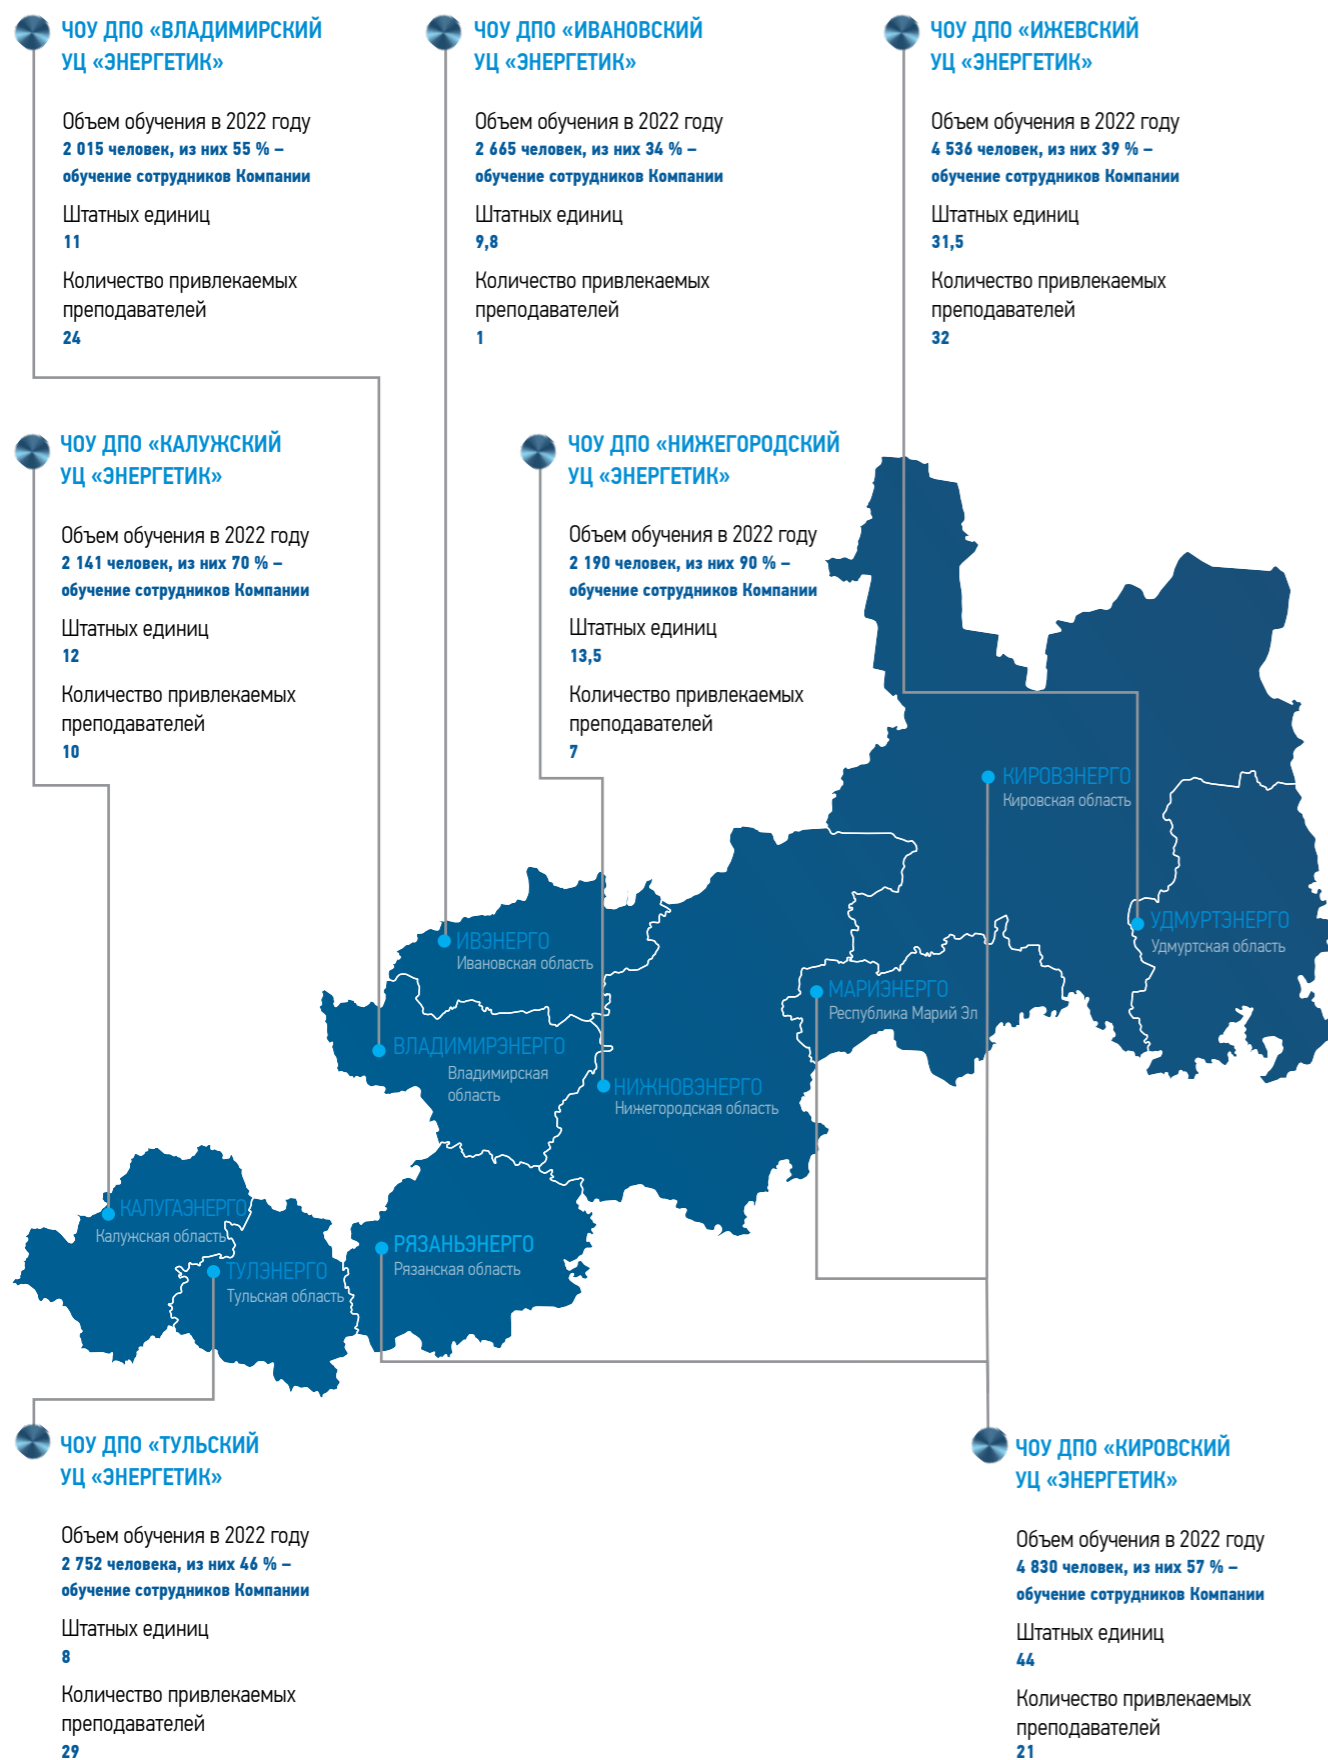 ЧОУ ДПО «ВЛАДИМИРСКИЙ
УЦ «ЭНЕРГЕТИК»
Объем обучения в 2022 году
2 015 человек, из них 55 % –
обучение сотрудников Компании
Штатных единиц
11
Количество привлекаемых
преподавателей
24
ЧОУ ДПО «ИВАНОВСКИЙ
УЦ «ЭНЕРГЕТИК»
Объем обучения в 2022 году
2 665 человек, из них 34 % –
обучение сотрудников Компании
Штатных единиц
9,8
Количество привлекаемых
преподавателей
1
ЧОУ ДПО «ИЖЕВСКИЙ
УЦ «ЭНЕРГЕТИК»
Объем обучения в 2022 году
4 536 человек, из них 39 % –
обучение сотрудников Компании
Штатных единиц
31,5
Количество привлекаемых
преподавателей
32
ЧОУ ДПО «КАЛУЖСКИЙ
УЦ «ЭНЕРГЕТИК»
Объем обучения в 2022 году
2 141 человек, из них 70 % –
обучение сотрудников Компании
Штатных единиц
12
Количество привлекаемых
преподавателей
10
ЧОУ ДПО «НИЖЕГОРОДСКИЙ
УЦ «ЭНЕРГЕТИК»
Объем обучения в 2022 году
2 190 человек, из них 90 % –
обучение сотрудников Компании
Штатных единиц
13,5
Количество привлекаемых
преподавателей
7
КИРОВЭНЕРГО
Кировская область
УДМУРТЭНЕРГО
Удмуртская область
ИВЭНЕРГО
Ивановская область
МАРИЭНЕРГО
Республика Марий Эл
ВЛАДИМИРЭНЕРГО
Владимирская
область
НИЖНОВЭНЕРГО
Нижегородская область
КАЛУГАЭНЕРГО
Калужская область
ТУЛЭНЕРГО
Тульская область
РЯЗАНЬЭНЕРГО
Рязанская область
ЧОУ ДПО «ТУЛЬСКИЙ
УЦ «ЭНЕРГЕТИК»
Объем обучения в 2022 году
2 752 человека, из них 46 % –
обучение сотрудников Компании
Штатных единиц
8
Количество привлекаемых
преподавателей
29
ЧОУ ДПО «КИРОВСКИЙ
УЦ «ЭНЕРГЕТИК»
Объем обучения в 2022 году
4 830 человек, из них 57 % –
обучение сотрудников Компании
Штатных единиц
44
Количество привлекаемых
преподавателей
21